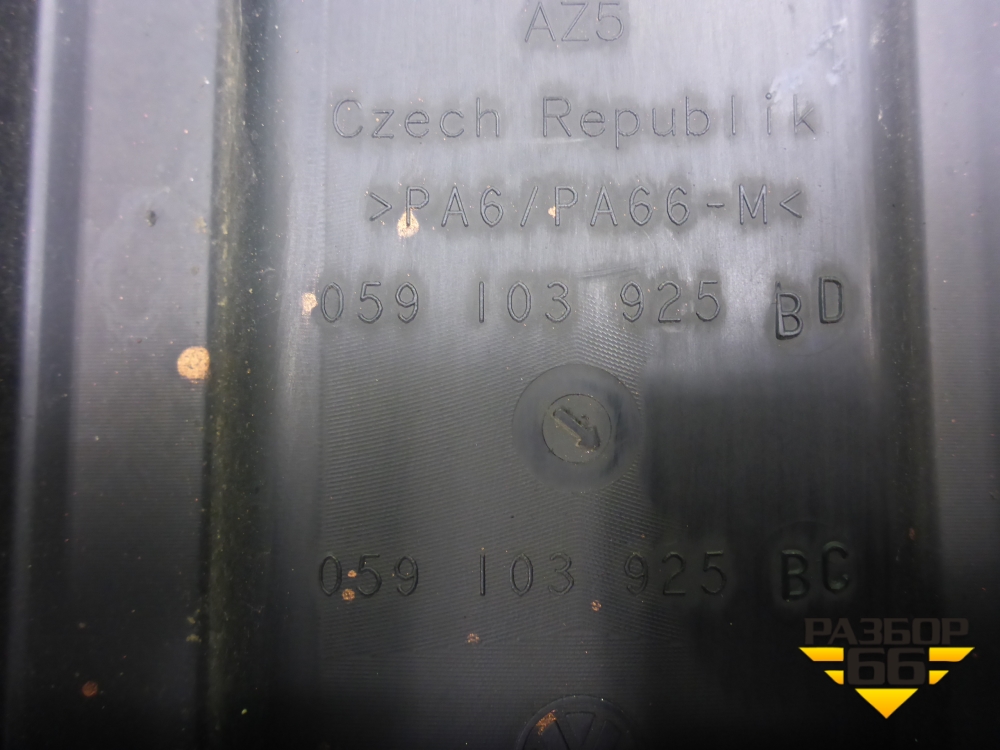 AZ5
Czech Republik
>PA6/PA66-M<
059 103 925 BD
059 103 925 BC
РАЗБОР
66